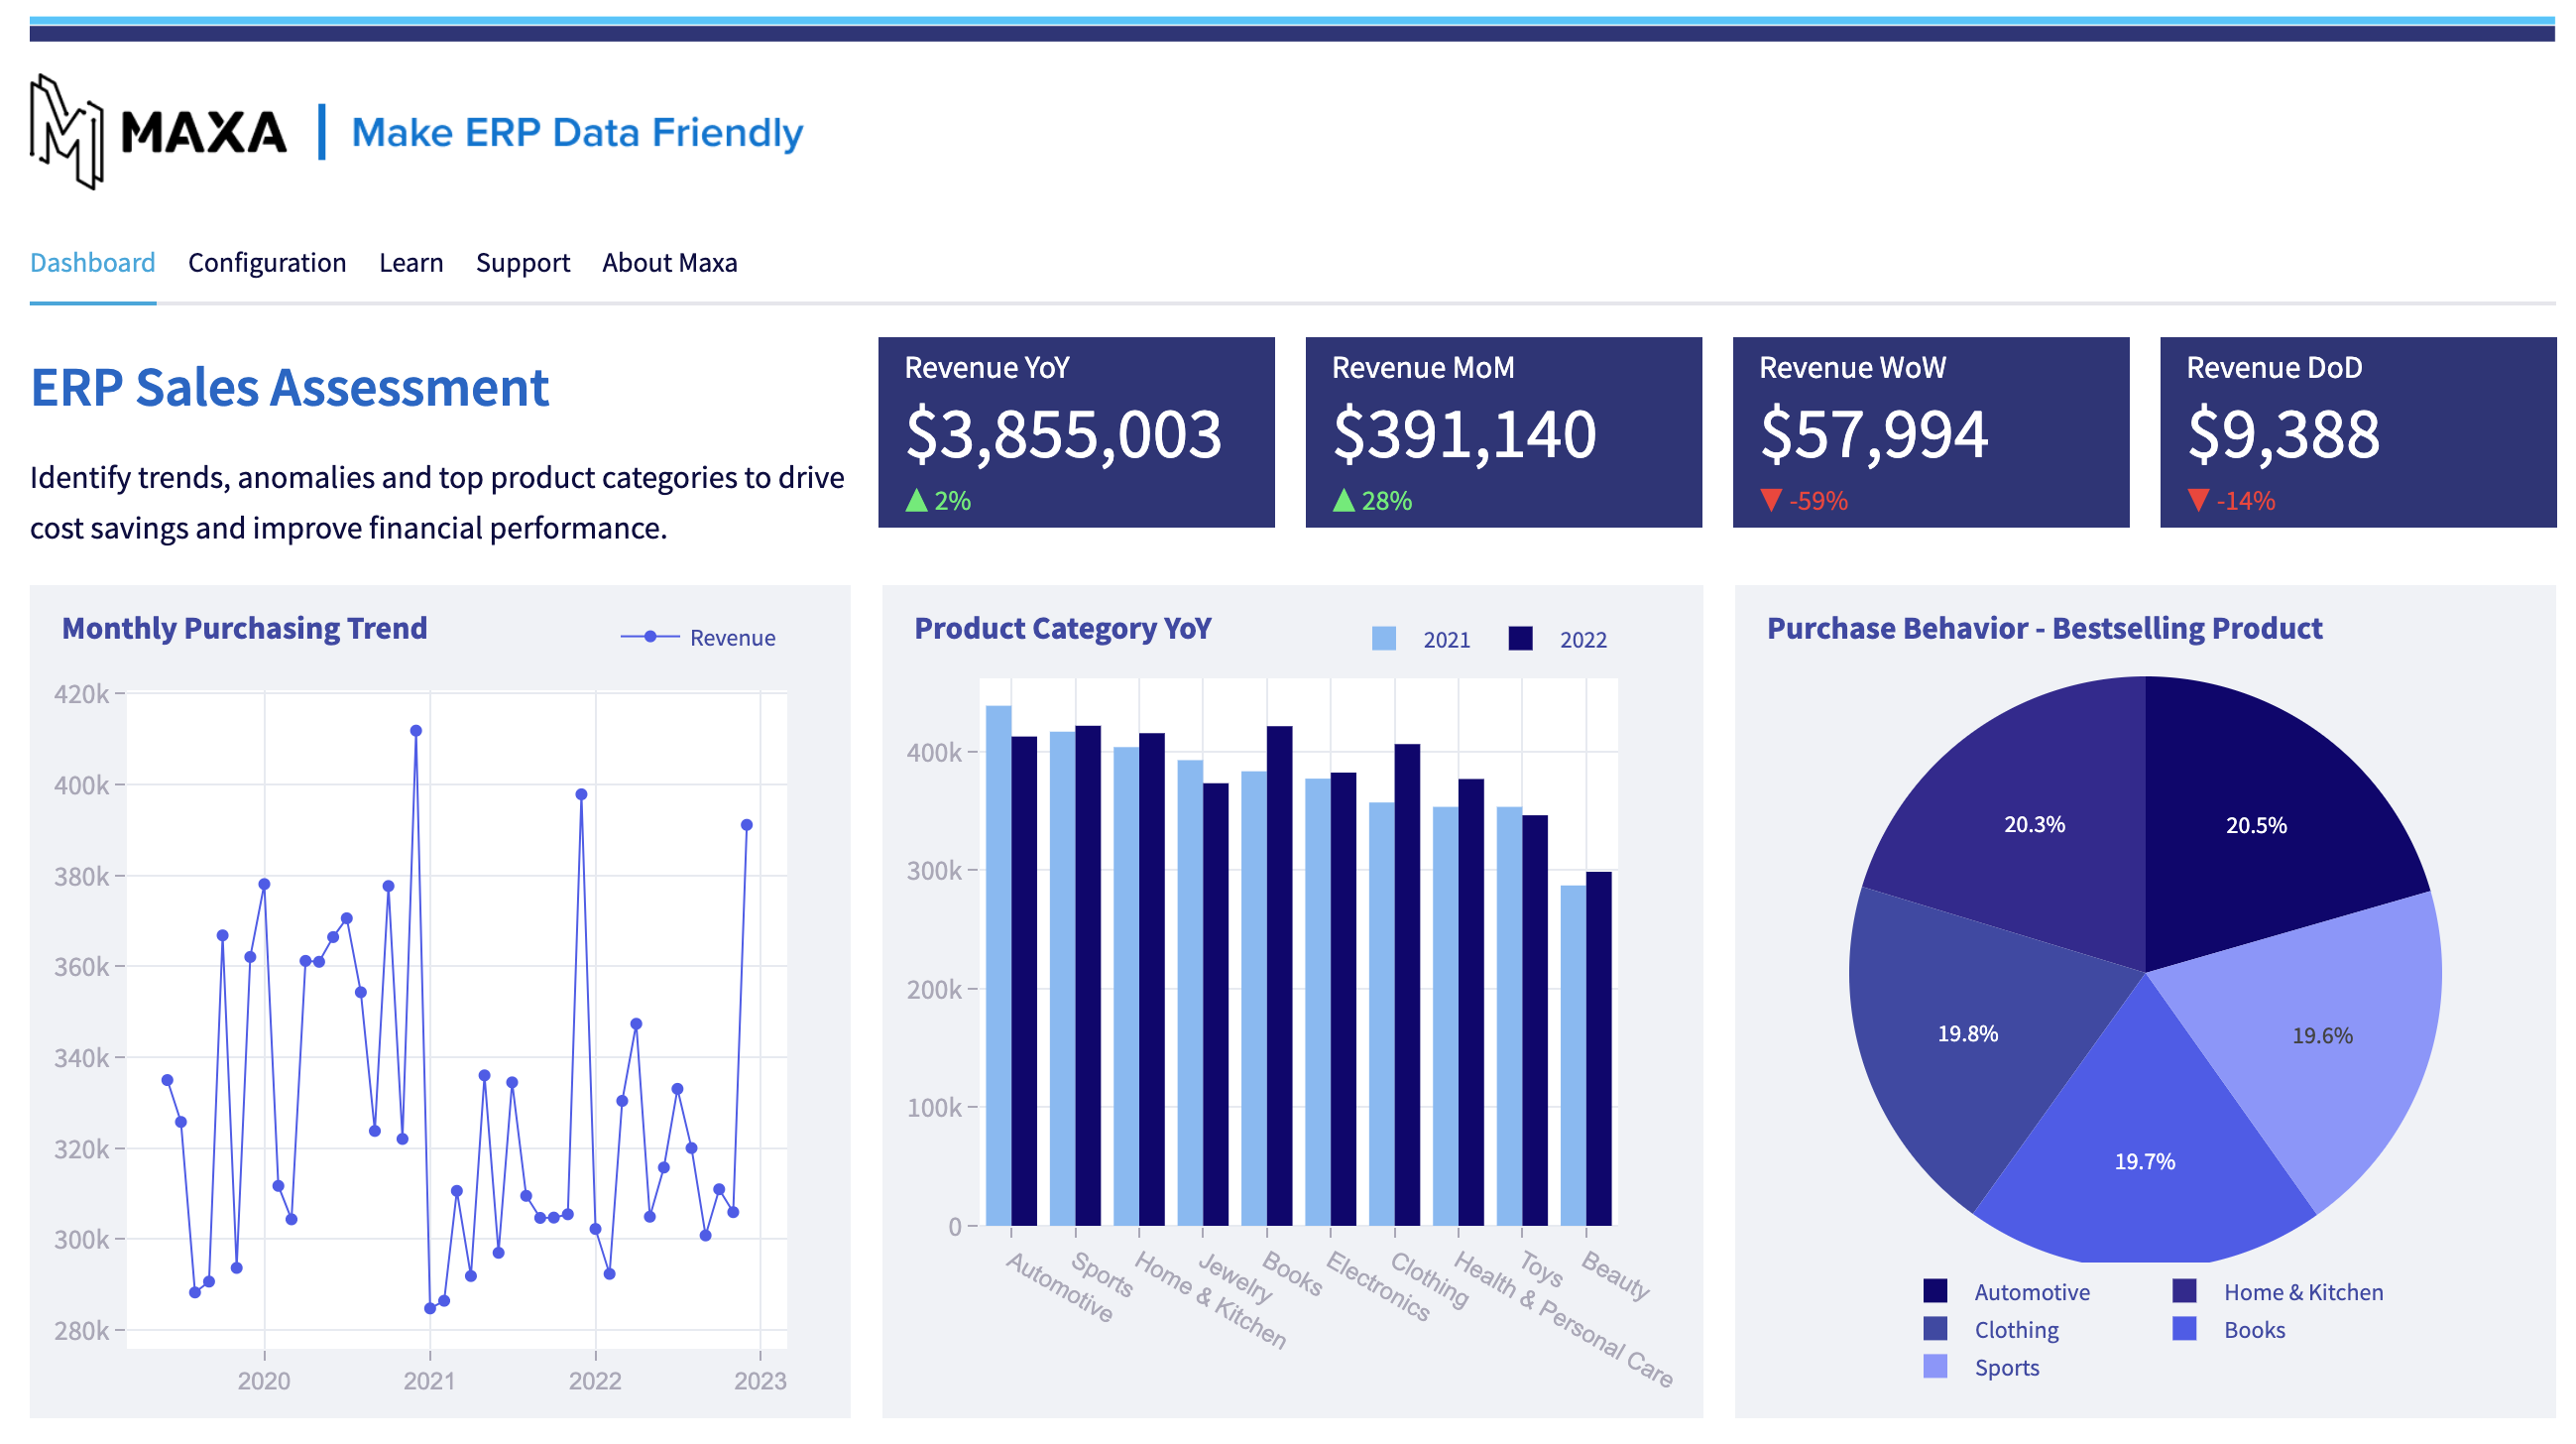 MAXA | Make ERP Data Friendly
Dashboard Configuration Learn Support About Maxa
ERP Sales Assessment
Identify trends, anomalies and top product categories to drive
cost savings and improve financial performance.
Revenue YoY
$3,855,003
▲ 2%
Revenue MoM
$391,140
▲ 28%
Revenue WoW
$57,994
▼ -59%
Revenue DoD
$9,388
▼ -14%
Monthly Purchasing Trend
Revenue
420k
400k
380k
360k
340k
320k
300k
280k
2020 2021 2022 2023
Product Category YoY
2021 2022
400k
300k
200k
100k
0
Automotive
Sports
Home & Kitchen
Jewelry
Books
Electronics
Clothing
Health & Personal Care
Toys
Beauty
Purchase Behavior - Bestselling Product
20.3% 20.5%
19.8% 19.6%
19.7%
Automotive Home & Kitchen
Clothing Books
Sports